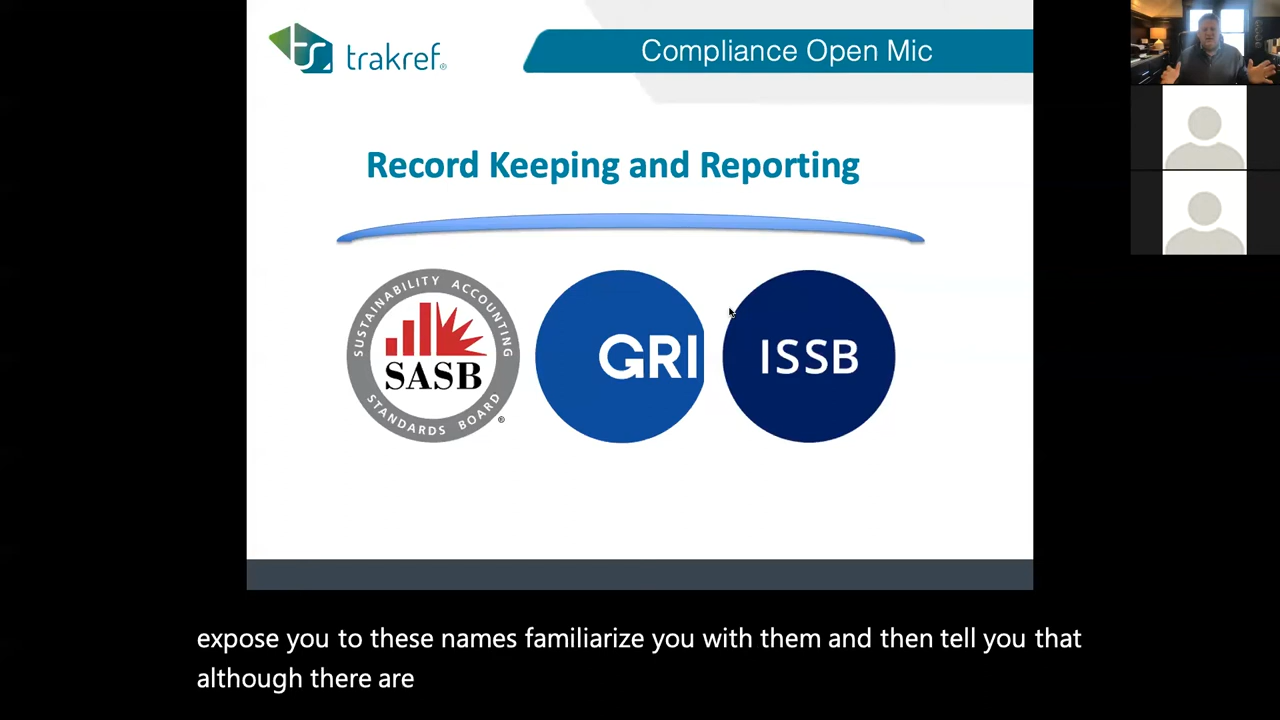 trakref®
Compliance Open Mic
Record Keeping and Reporting
SUSTAINABILITY ACCOUNTING
SASB
STANDARDS BOARD
®
GRI
ISSB
expose you to these names familiarize you with them and then tell you that
although there are